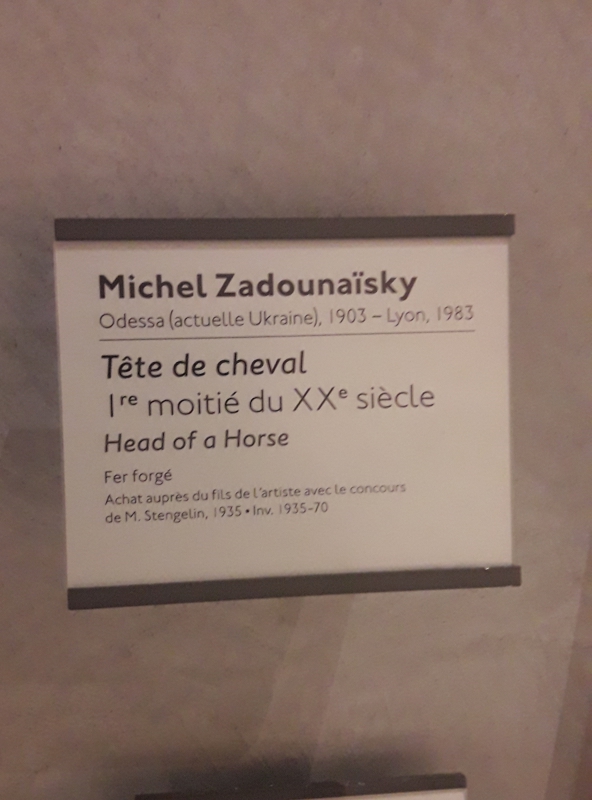 Michel Zadounaïsky
Odessa (actuelle Ukraine), 1903 – Lyon, 1983
Tête de cheval
Iʳᵉ moitié du XXᵉ siècle
Head of a Horse
Fer forgé
Achat auprès du fils de l'artiste avec le concours
de M. Stengelin, 1935 • Inv. 1935-70